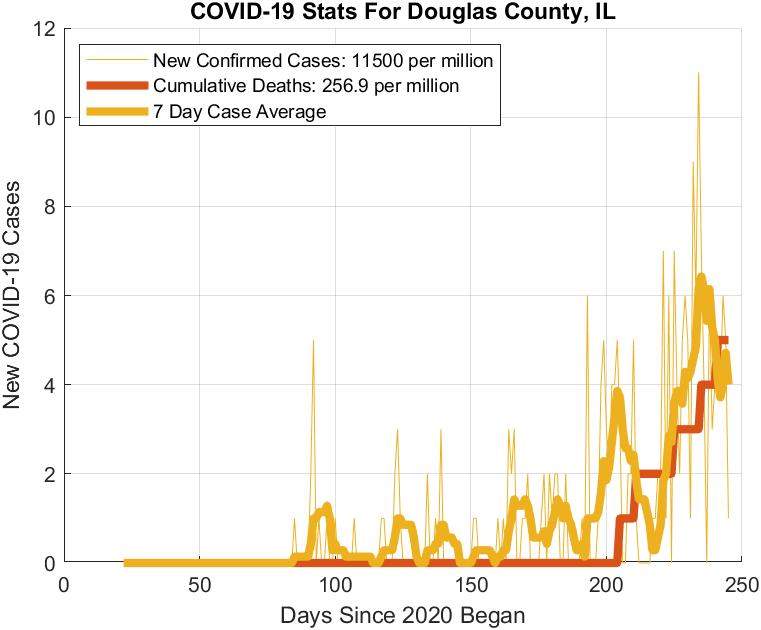 COVID-19 Stats For Douglas County, IL
12
10
8
6
4
2
0
New COVID-19 Cases
New Confirmed Cases: 11500 per million
Cumulative Deaths: 256.9 per million
7 Day Case Average
0 50 100 150 200 250
Days Since 2020 Began